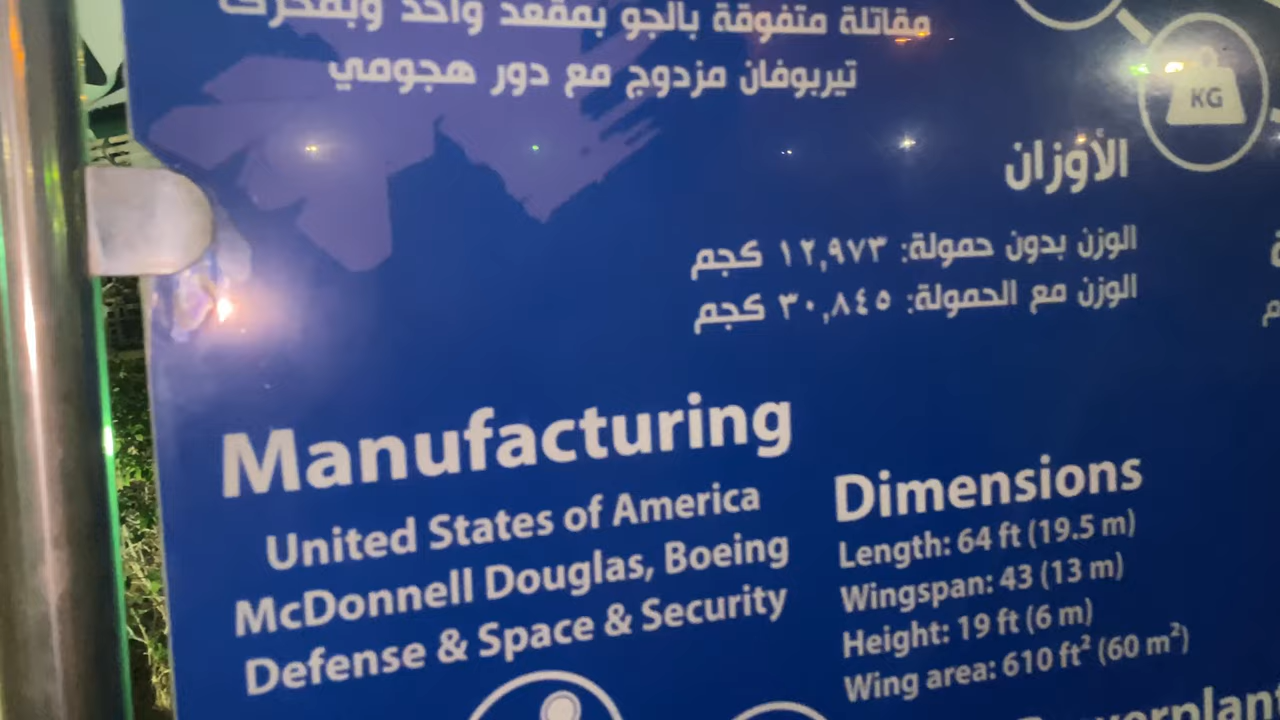 مقاتلة متفوقة بالجو بمقعد واحد وبمحركى
تيربوفان مزدوج مع دور هجومي
KG
الأوزان
الوزن بدون حمولة: ١٢,٩٧٣ كجم
الوزن مع الحمولة: ٣٠,٨٤٥ كجم
Manufacturing
United States of America
McDonnell Douglas, Boeing
Defense & Space & Security
Dimensions
Length: 64 ft (19.5 m)
Wingspan: 43 (13 m)
Height: 19 ft (6 m)
Wing area: 610 ft² (60 m²)